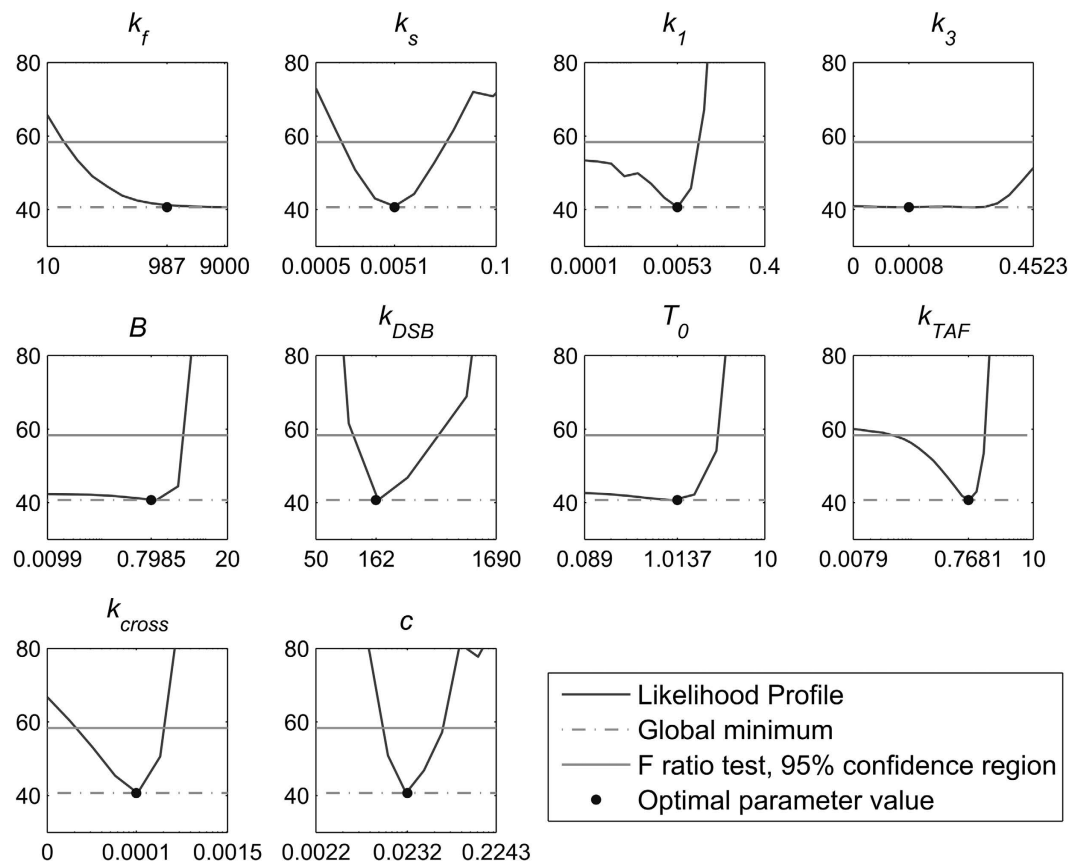 k_f
80
60
40
10 987 9000
k_s
80
60
40
0.0005 0.0051 0.1
k_1
80
60
40
0.0001 0.0053 0.4
k_3
80
60
40
0 0.0008 0.4523
B
80
60
40
0.0099 0.7985 20
k_DSB
80
60
40
50 162 1690
T_0
80
60
40
0.089 1.0137 10
k_TAF
80
60
40
0.0079 0.7681 10
k_cross
80
60
40
0 0.0001 0.0015
c
80
60
40
0.0022 0.0232 0.2243
Likelihood Profile
Global minimum
F ratio test, 95% confidence region
Optimal parameter value